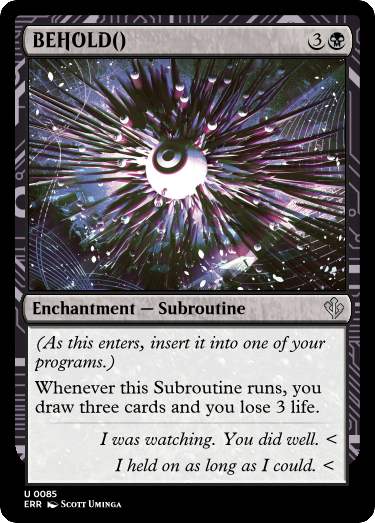 BEHOLD() 3
Enchantment — Subroutine
(As this enters, insert it into one of your
programs.)
Whenever this Subroutine runs, you
draw three cards and you lose 3 life.
I was watching. You did well. <
I held on as long as I could. <
U 0085
ERR Scott Uminga